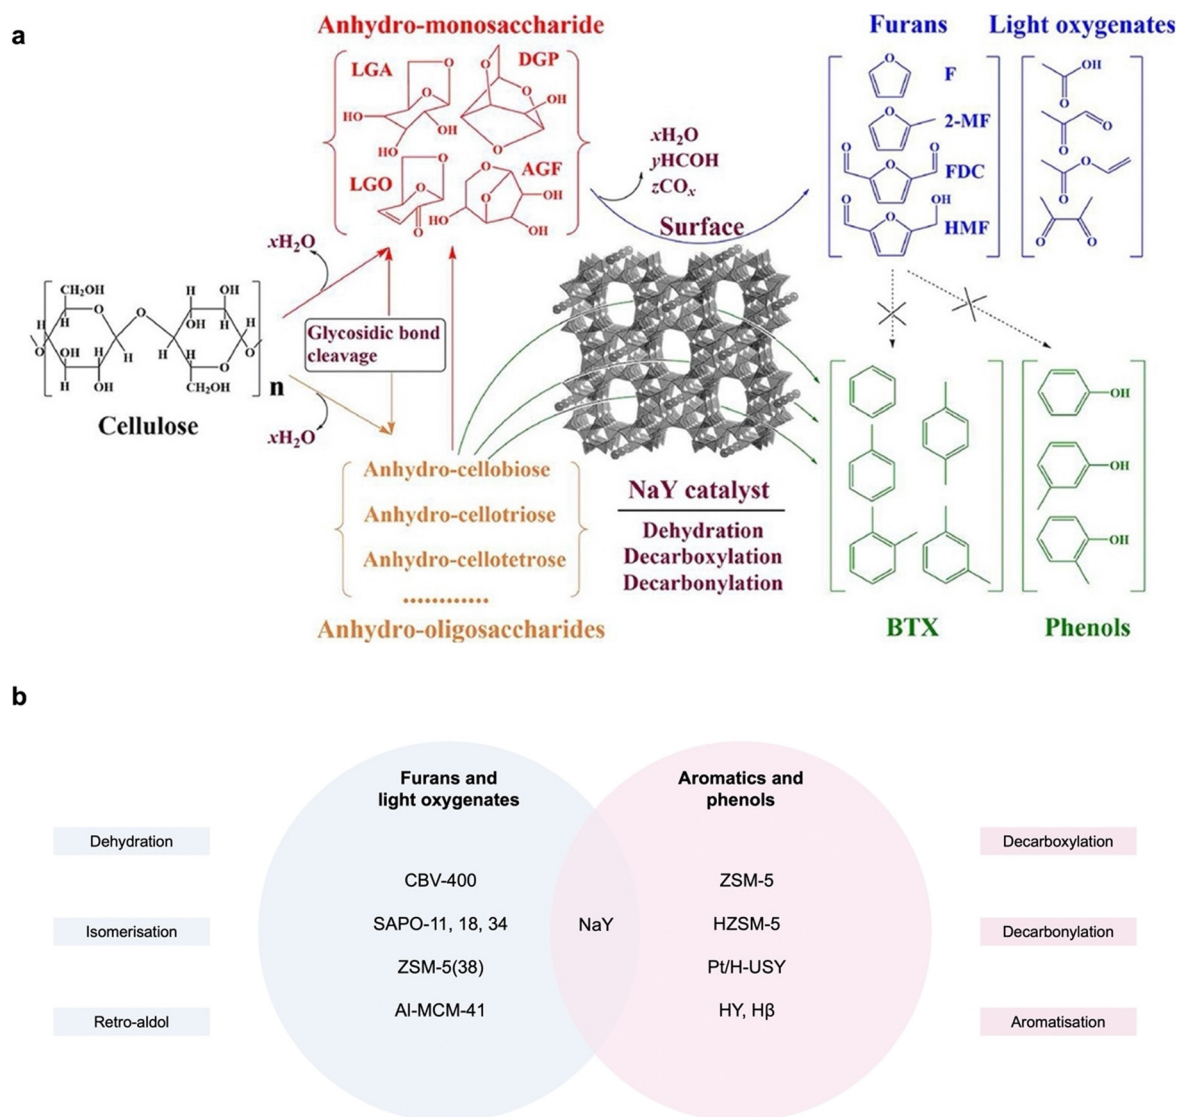 a
Anhydro-monosaccharide
LGA
DGP
LGO
AGF
O
O
HO
OH
HO
O
O
OH
O
O
O
O
O
O
OH
HO
OH
xH₂O
yHCOH
zCOₓ
Surface
Furans
Light oxygenates
O
F
O
2-MF
O
O
O
FDC
O
O
OH
HMF
OH
O
O
O
O
O
O
O
xH₂O
Glycosidic bond
cleavage
xH₂O
CH₂OH
H
O
H
H
OH
H
H
OH
O
H
H
OH
OH
H
H
H
O
CH₂OH
O
H
O
n
Cellulose
Anhydro-cellobiose
Anhydro-cellotriose
Anhydro-cellotetrose
............
Anhydro-oligosaccharides
NaY catalyst
Dehydration
Decarboxylation
Decarbonylation
OH
OH
OH
BTX
Phenols
b
Furans and
light oxygenates
Aromatics and
phenols
Dehydration
Isomerisation
Retro-aldol
CBV-400
SAPO-11, 18, 34
ZSM-5(38)
Al-MCM-41
NaY
ZSM-5
HZSM-5
Pt/H-USY
HY, Hβ
Decarboxylation
Decarbonylation
Aromatisation